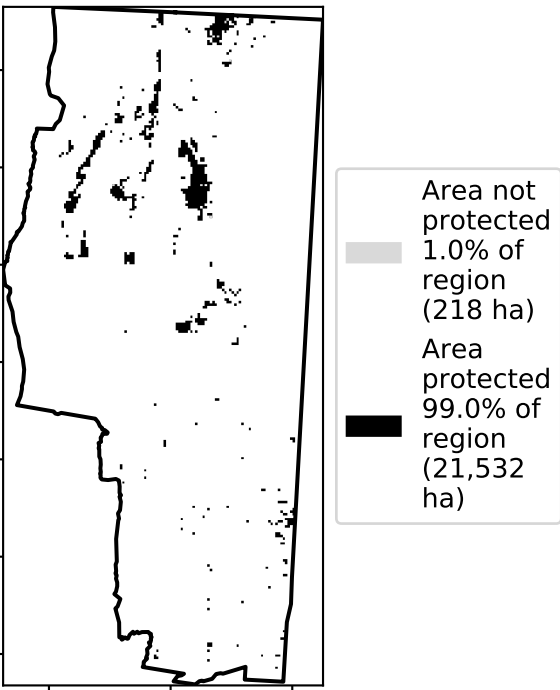 Area not
protected
1.0% of
region
(218 ha)
Area
protected
99.0% of
region
(21,532
ha)